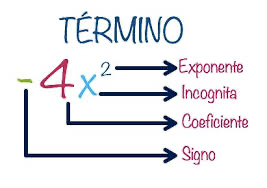 TÉRMINO
-4x² Exponente
Incognita
Coeficiente
Signo